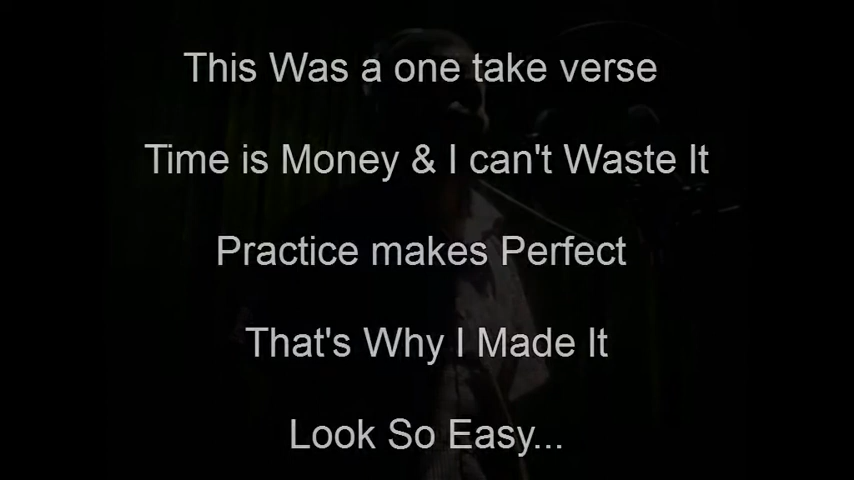 This Was a one take verse
Time is Money & I can't Waste It
Practice makes Perfect
That's Why I Made It
Look So Easy...